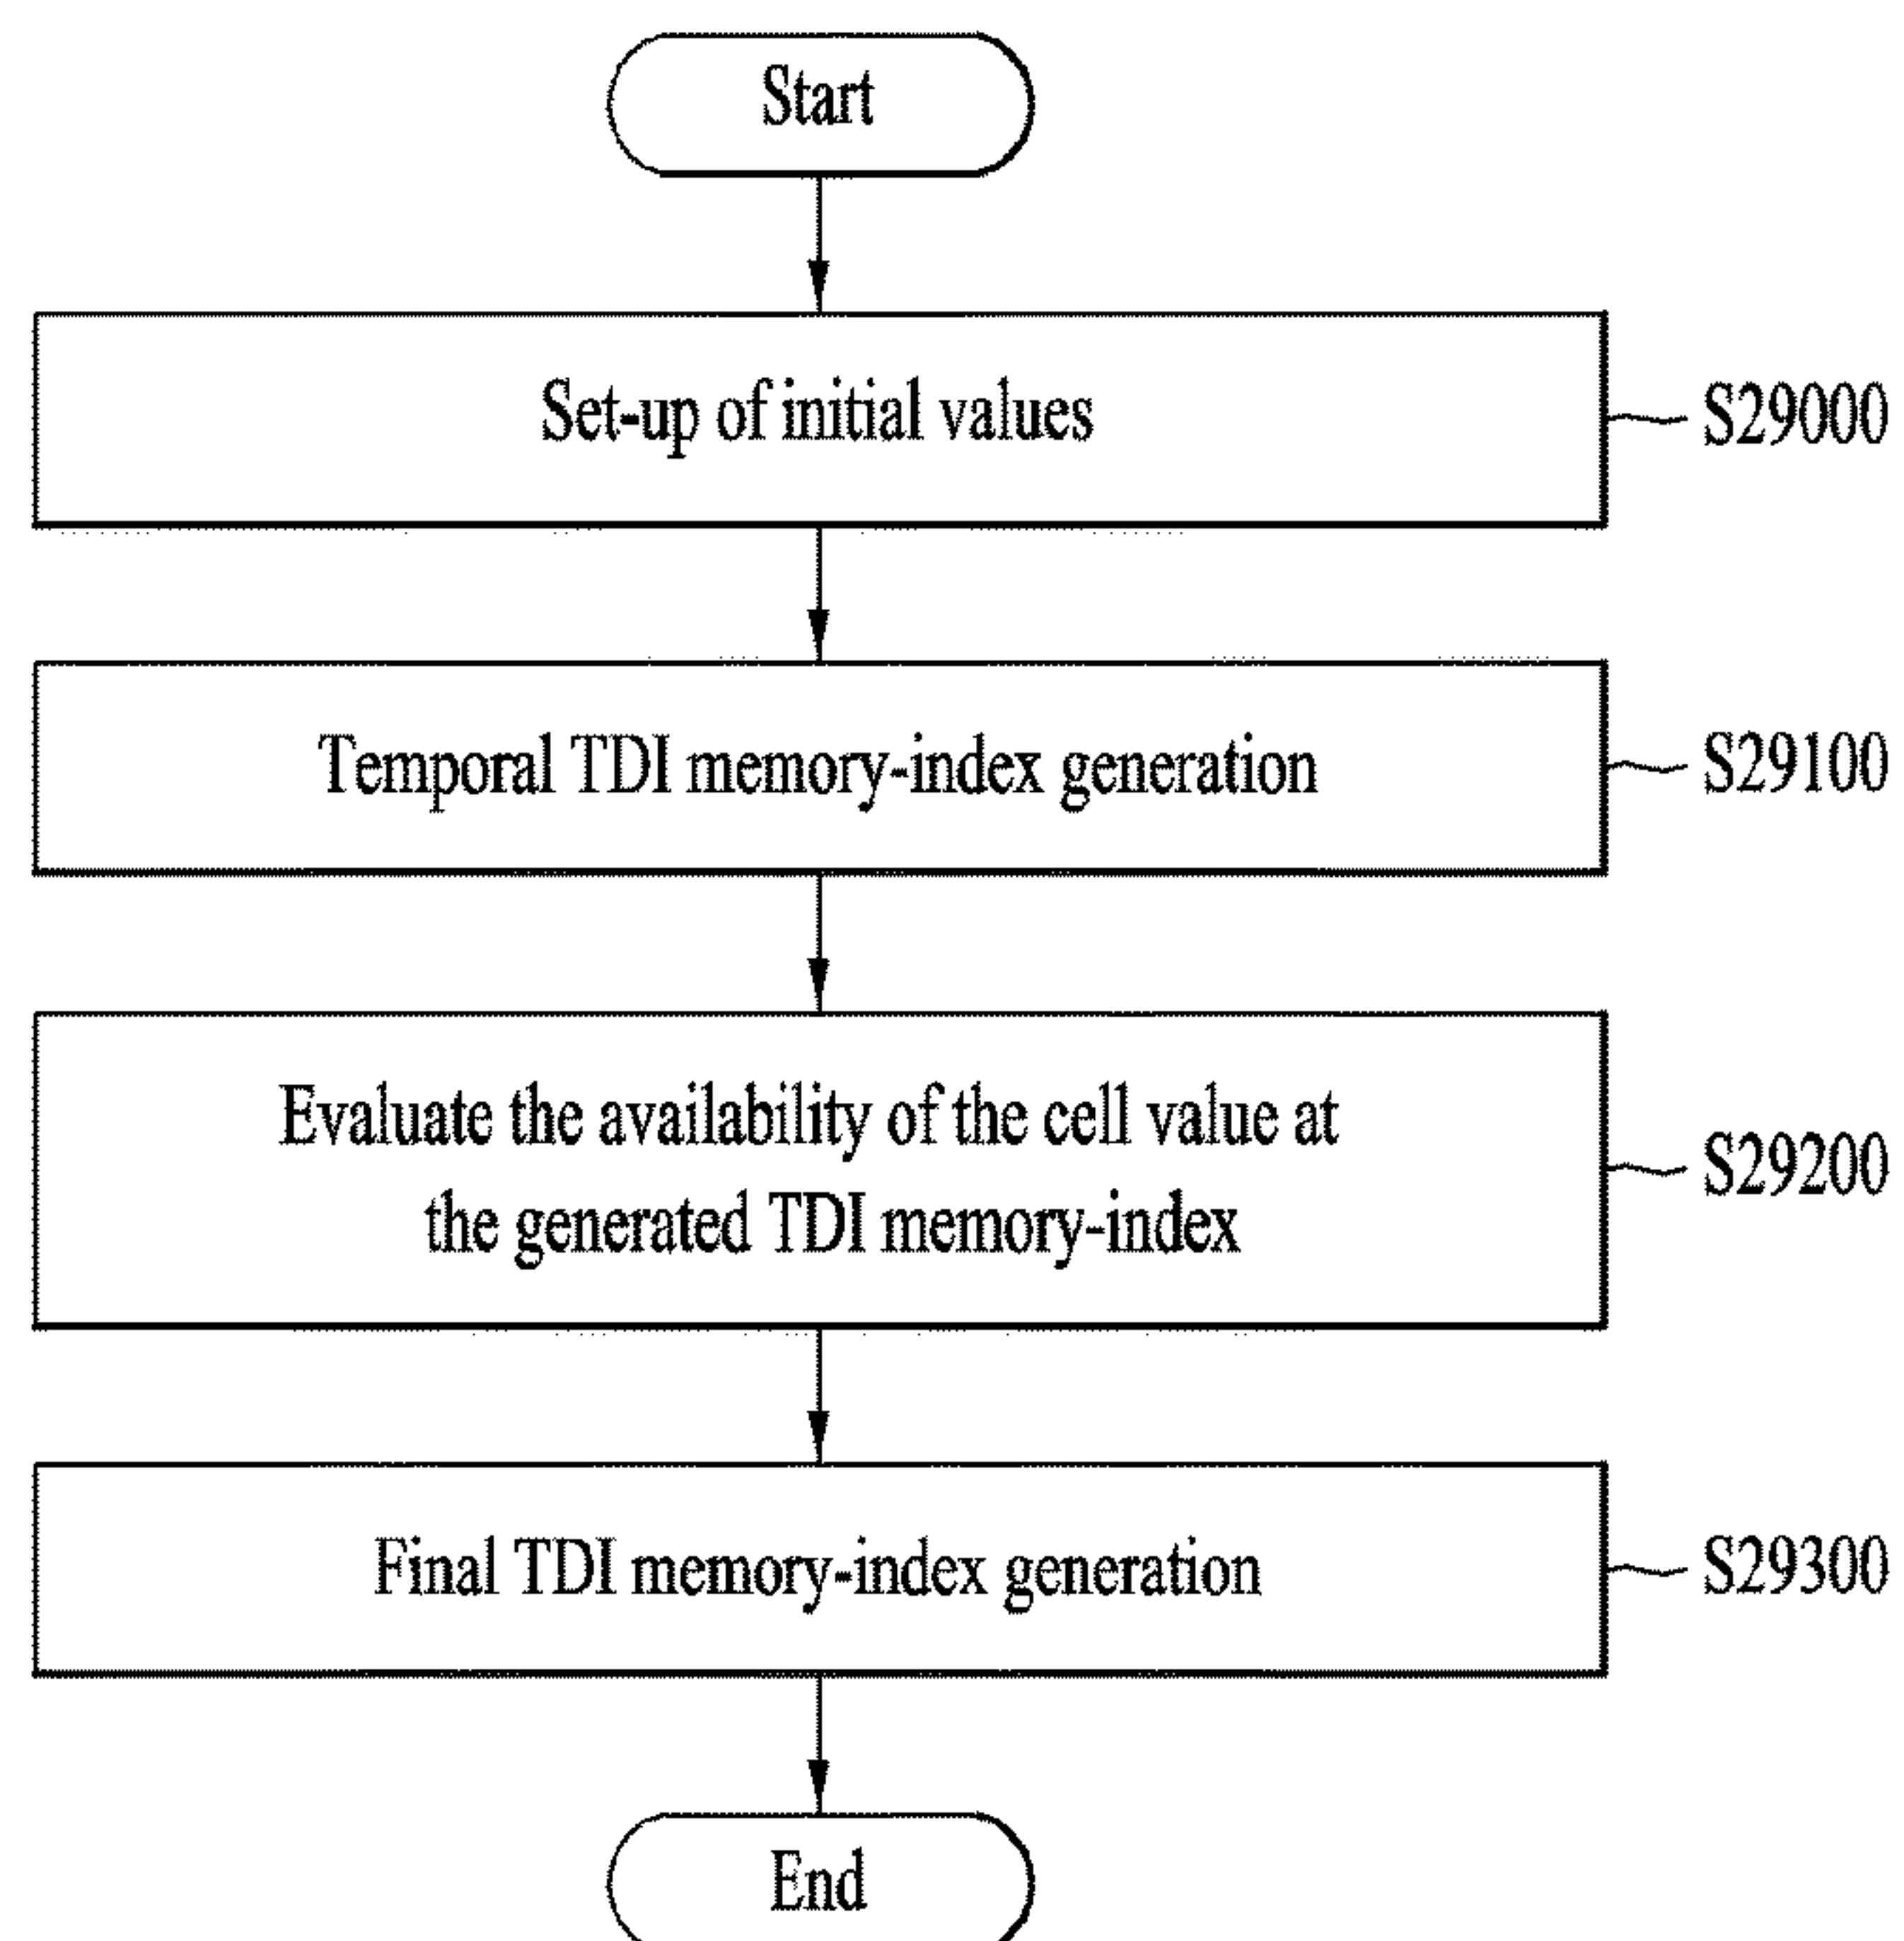 Start
Set-up of initial values
S29000
Temporal TDI memory-index generation
S29100
Evaluate the availability of the cell value at
the generated TDI memory-index
S29200
Final TDI memory-index generation
S29300
End